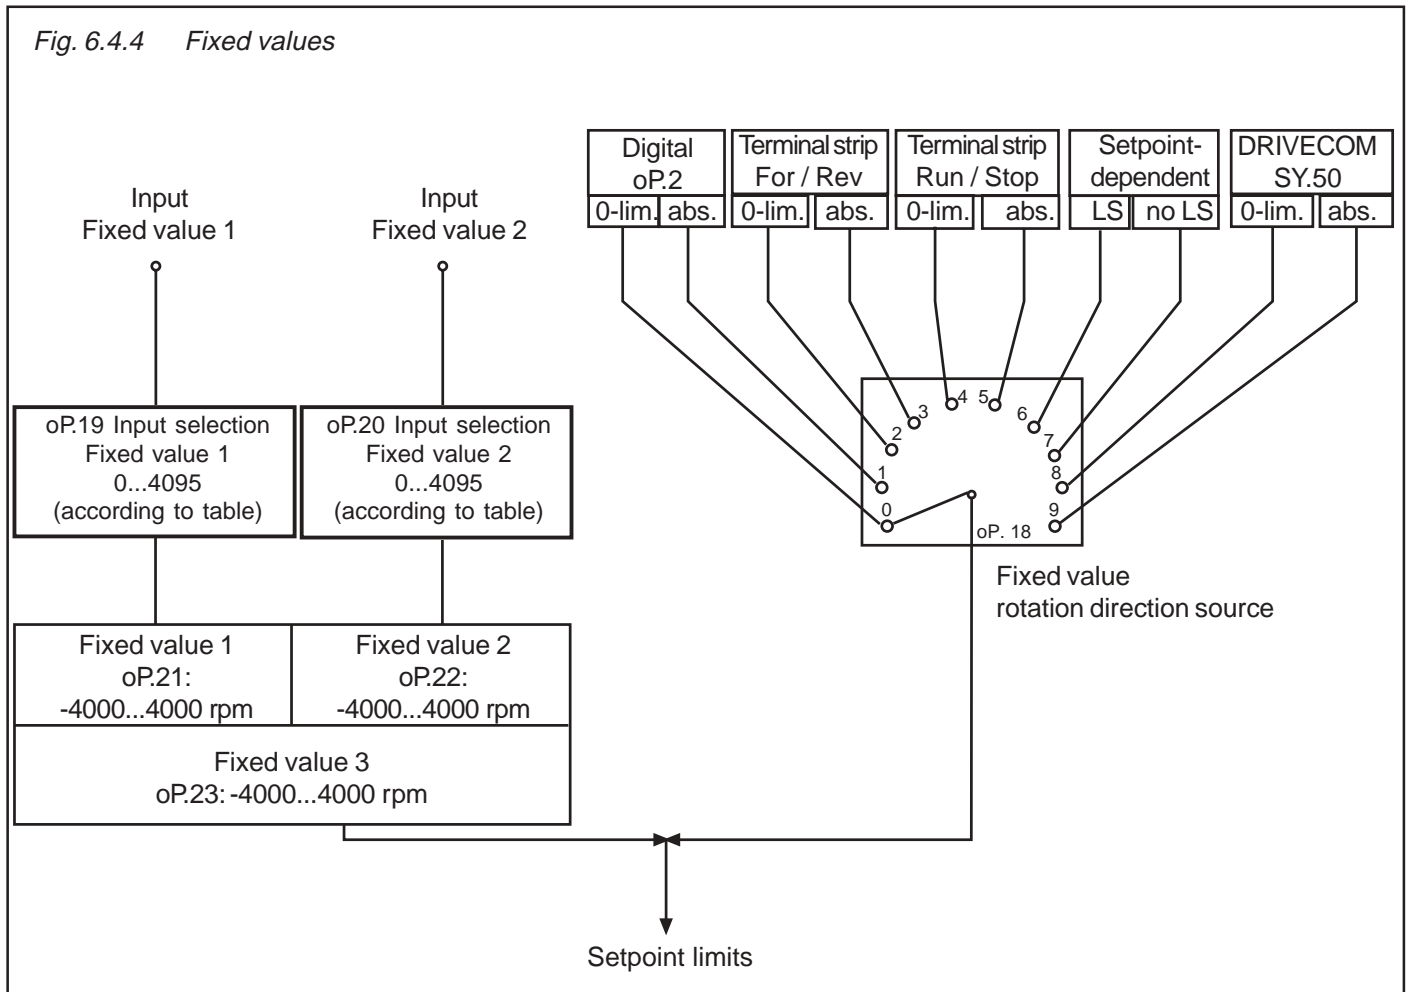 Fig. 6.4.4 Fixed values
Input
Fixed value 1
Input
Fixed value 2
Digital
oP.2
0-lim. abs.
Terminal strip
For / Rev
0-lim. abs.
Terminal strip
Run / Stop
0-lim. abs.
Setpoint-
dependent
LS no LS
DRIVECOM
SY.50
0-lim. abs.
oP.19 Input selection
Fixed value 1
0...4095
(according to table)
oP.20 Input selection
Fixed value 2
0...4095
(according to table)
0
1
2
3
4
5
6
7
8
9
oP. 18
Fixed value
rotation direction source
Fixed value 1
oP.21:
-4000...4000 rpm
Fixed value 2
oP.22:
-4000...4000 rpm
Fixed value 3
oP.23: -4000...4000 rpm
Setpoint limits